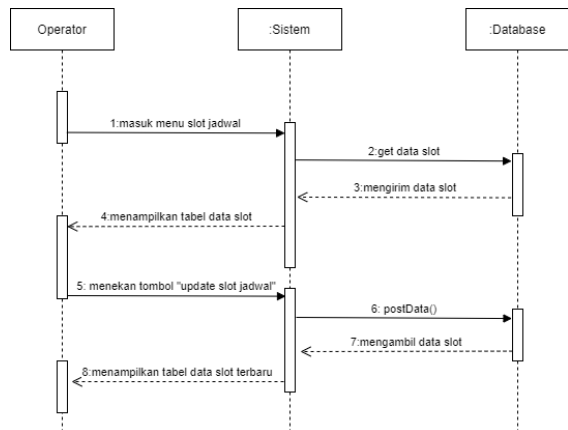 Operator
:Sistem
:Database
1:masuk menu slot jadwal
2:get data slot
3:mengirim data slot
4:menampilkan tabel data slot
5: menekan tombol "update slot jadwal"
6: postData()
7:mengambil data slot
8:menampilkan tabel data slot terbaru